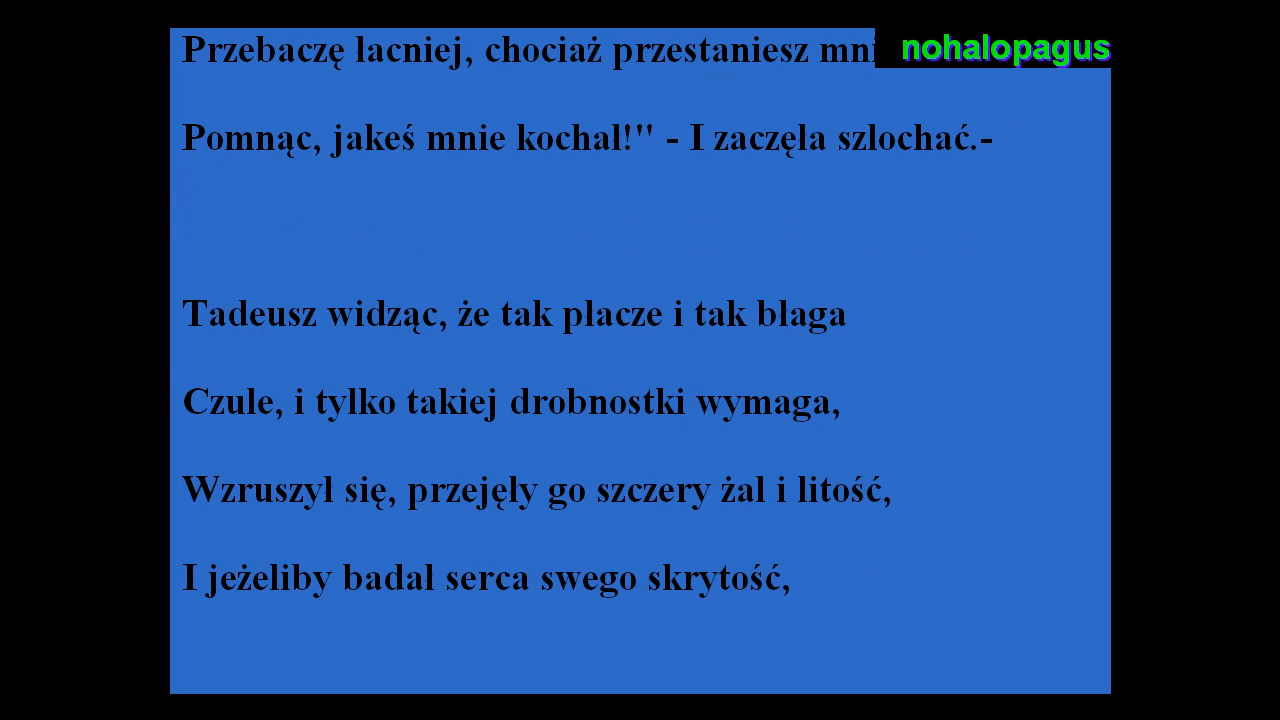 Przebaczę łacniej, chociaż przestaniesz
nohalopagus
Pomnąc, jakeś mnie kochał!" - I zaczęła szlochać.-
Tadeusz widząc, że tak płacze i tak błaga
Czule, i tylko takiej drobnostki wymaga,
Wzruszył się, przejęły go szczery żal i litość,
I jeżeliby badał serca swego skrytość,